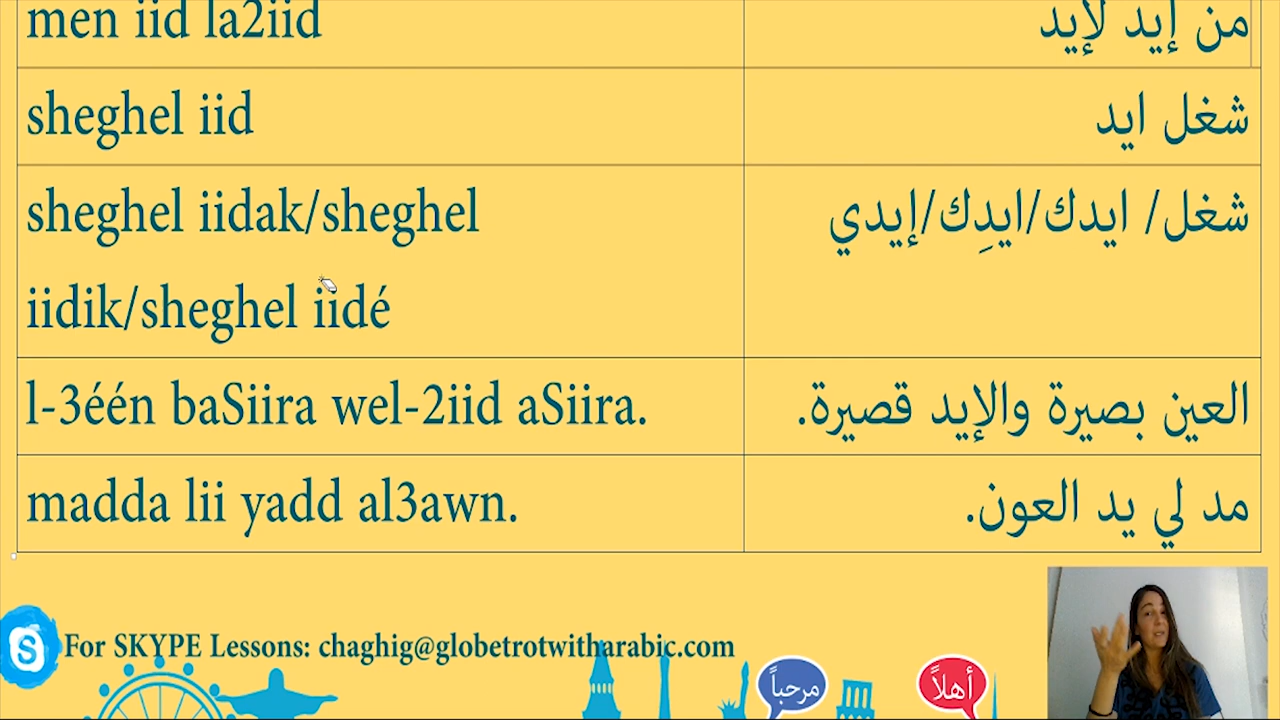 men iid la2iid
من إيد لإيد
sheghel iid
شغل ايد
sheghel iidak/sheghel
iidik/sheghel iidé
شغل/ ايدك/ايدِك/إيدي
l-3één baSiira wel-2iid aSiira.
العين بصيرة والإيد قصيرة.
madda lii yadd al3awn.
مد لي يد العون.
For SKYPE Lessons: chaghig@globetrotwitharabic.com
مرحباً
أهلاً